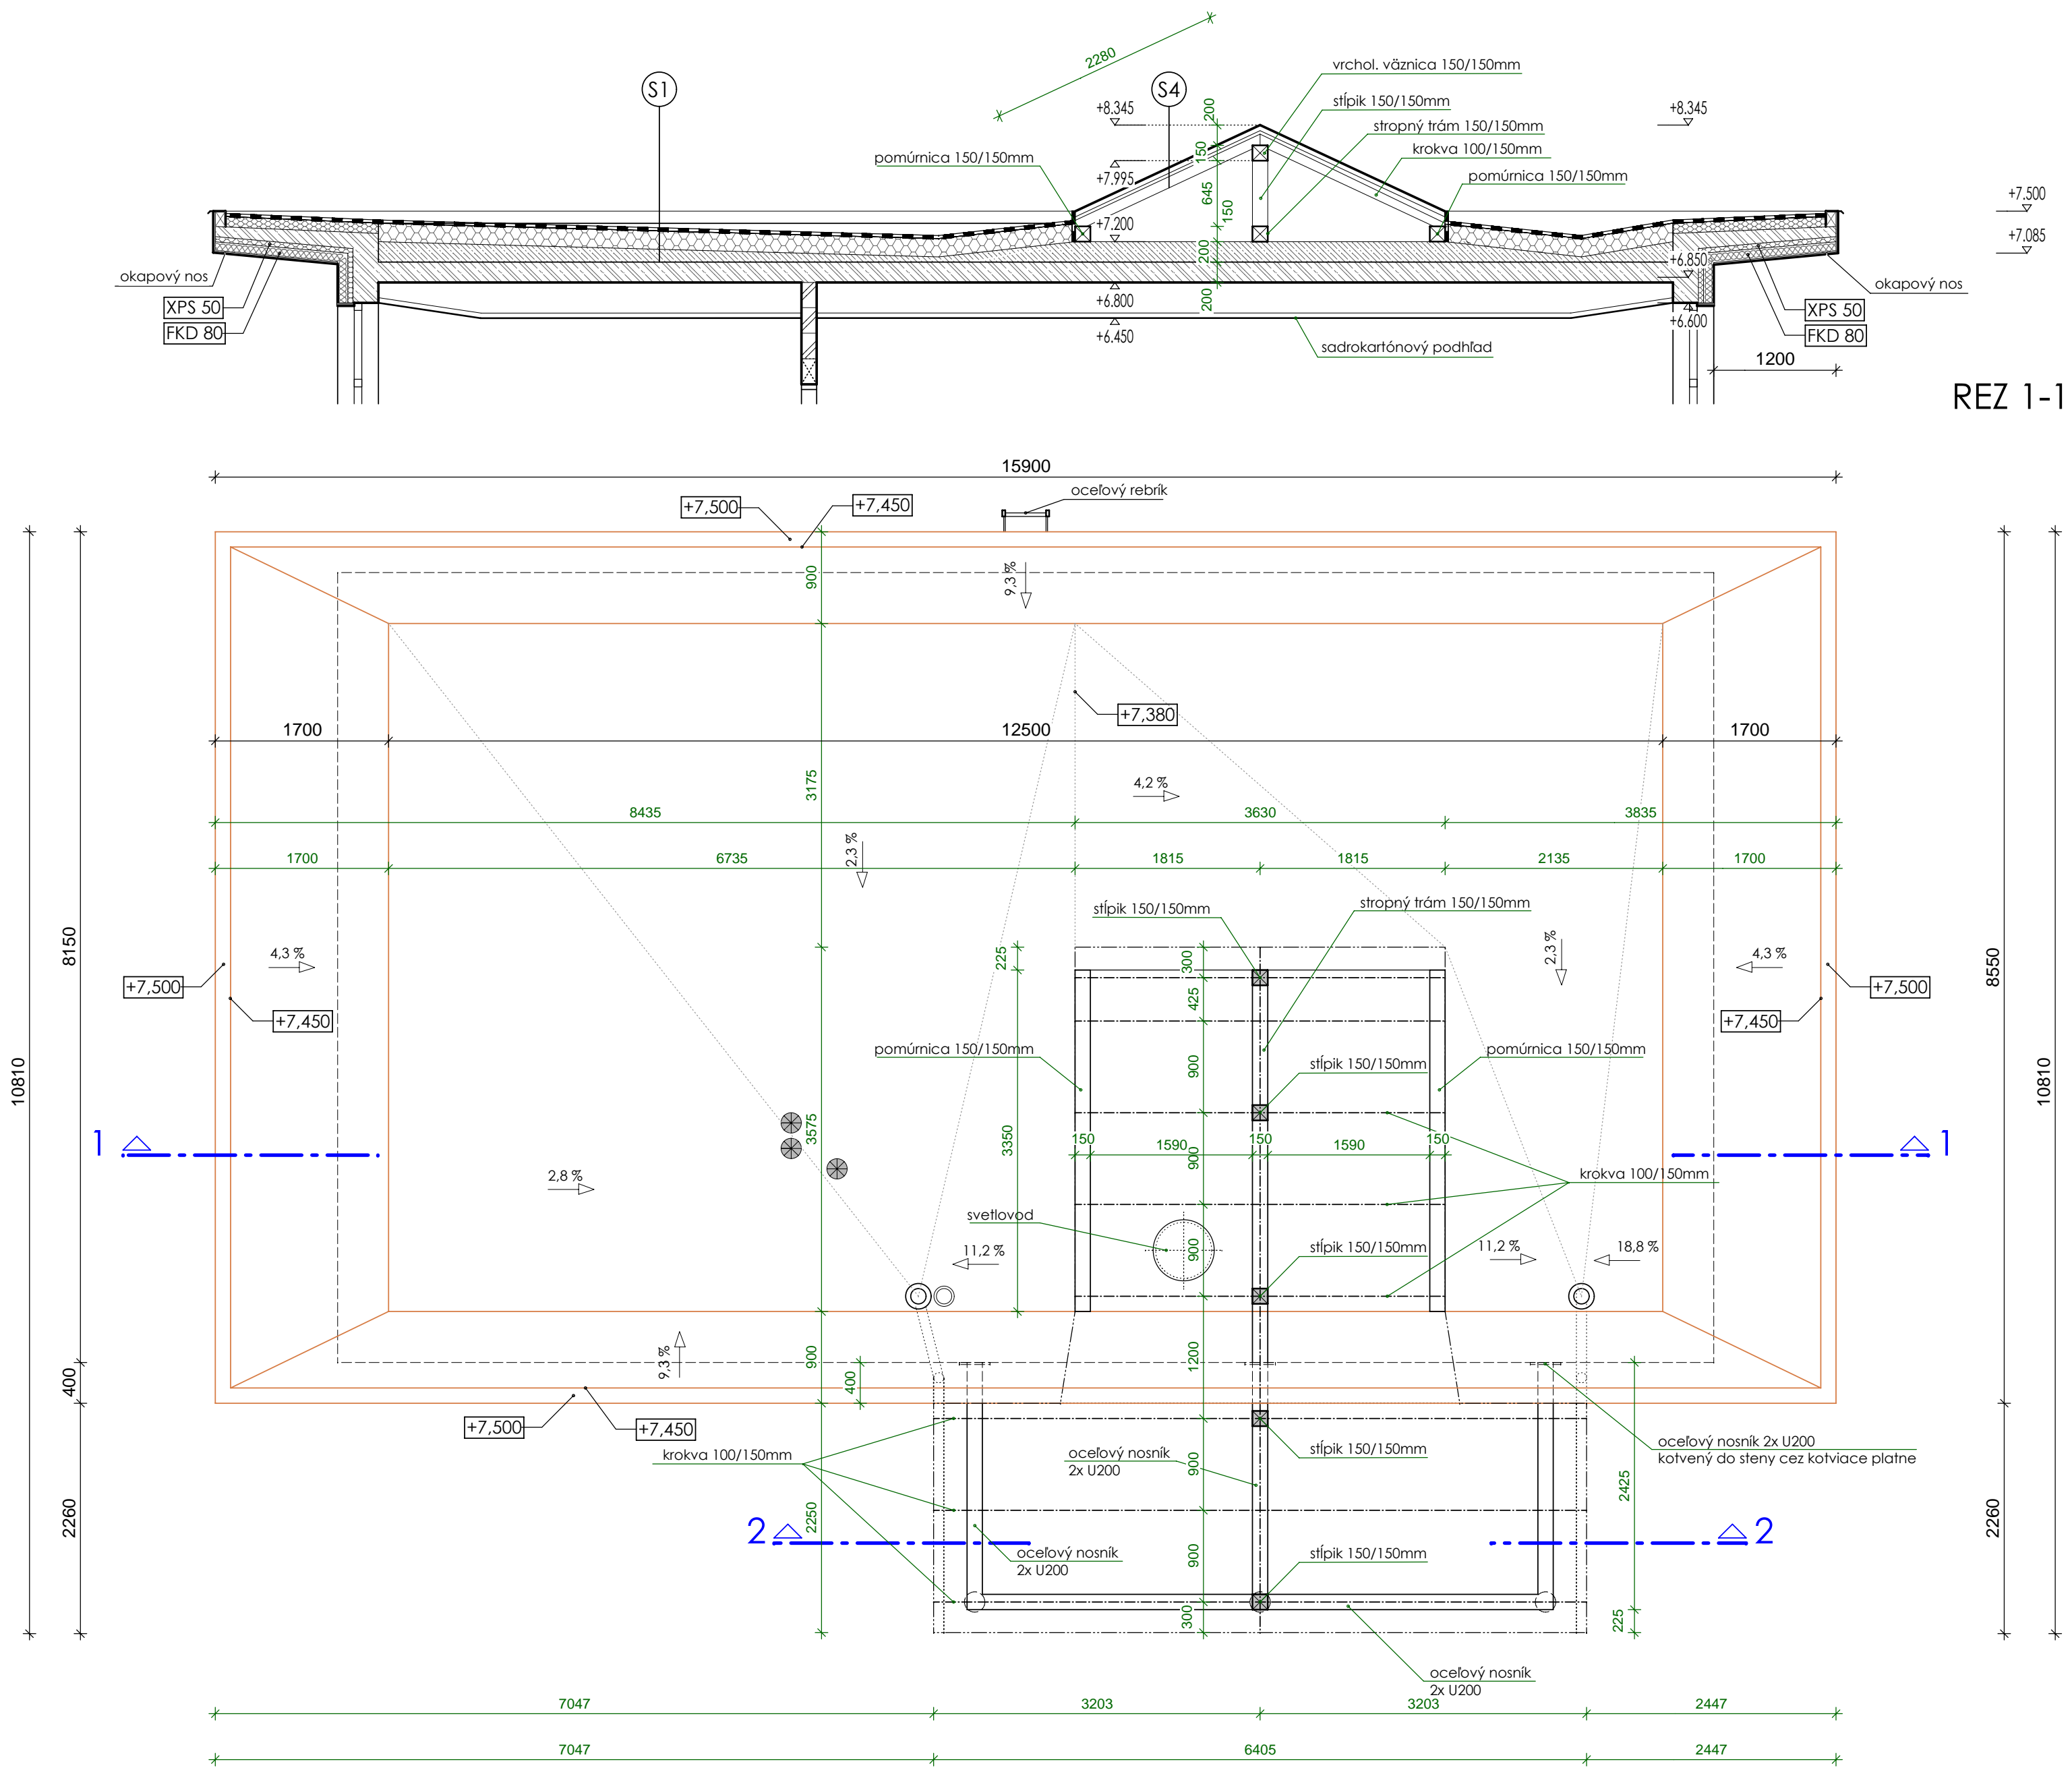 2280
vrchol. väznica 150/150mm
S1
S4
+8.345
200
stĺpik 150/150mm
+8.345
stropný trám 150/150mm
pomúrnica 150/150mm
150
krokva 100/150mm
+7.995
pomúrnica 150/150mm
645
150
+7.500
+7.200
+7.085
200
+6.850
okapový nos
okapový nos
XPS 50
+6.800
200
XPS 50
FKD 80
+6.450
+6.600
FKD 80
sadrokartónový podhľad
1200
REZ 1-1
15900
oceľový rebrík
+7,500
+7,450
900
9,3 %
+7,380
1700
12500
1700
3175
4,2 %
8435
3630
3835
2,3 %
1700
6735
1815
1815
2135
1700
stĺpik 150/150mm
stropný trám 150/150mm
8150
8550
4,3 %
225
300
2,3 %
4,3 %
+7,500
+7,500
425
+7,450
+7,450
pomúrnica 150/150mm
pomúrnica 150/150mm
900
stĺpik 150/150mm
10810
10810
3575
3350
1
1
150
1590
150
1590
150
900
2,8 %
krokva 100/150mm
svetlovod
11,2 %
900
stĺpik 150/150mm
11,2 %
18,8 %
9,3 %
900
1200
400
400
+7,500
+7,450
krokva 100/150mm
oceľový nosník
2x U200
900
stĺpik 150/150mm
oceľový nosník 2x U200
kotvený do steny cez kotviace platne
2425
2260
2250
2260
2
2
oceľový nosník
2x U200
900
stĺpik 150/150mm
300
225
oceľový nosník
2x U200
7047
3203
3203
2447
7047
6405
2447